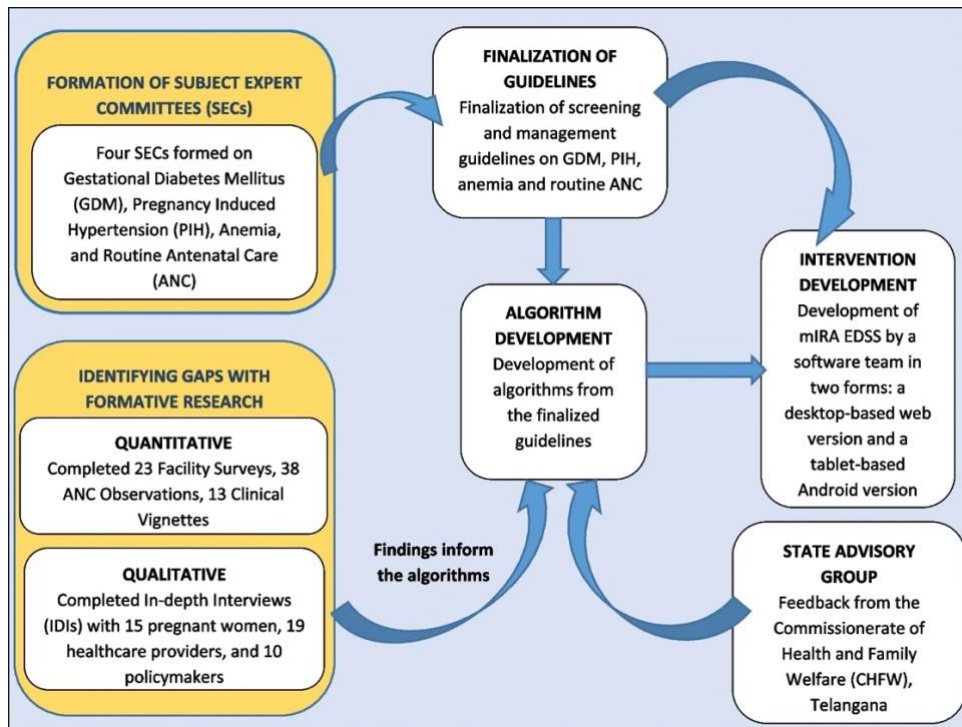 FORMATION OF SUBJECT EXPERT
COMMITTEES (SECs)
Four SECs formed on
Gestational Diabetes Mellitus
(GDM), Pregnancy Induced
Hypertension (PIH), Anemia,
and Routine Antenatal Care
(ANC)
FINALIZATION OF
GUIDELINES
Finalization of screening
and management
guidelines on GDM, PIH,
anemia and routine ANC
INTERVENTION
DEVELOPMENT
Development of
mIRA EDSS by a
software team in
two forms: a
desktop-based web
version and a
tablet-based
Android version
ALGORITHM
DEVELOPMENT
Development of
algorithms from
the finalized
guidelines
IDENTIFYING GAPS WITH
FORMATIVE RESEARCH
QUANTITATIVE
Completed 23 Facility Surveys, 38
ANC Observations, 13 Clinical
Vignettes
QUALITATIVE
Completed In-depth Interviews
(IDIs) with 15 pregnant women, 19
healthcare providers, and 10
policymakers
Findings inform
the algorithms
STATE ADVISORY
GROUP
Feedback from the
Commissionerate of
Health and Family
Welfare (CHFW),
Telangana